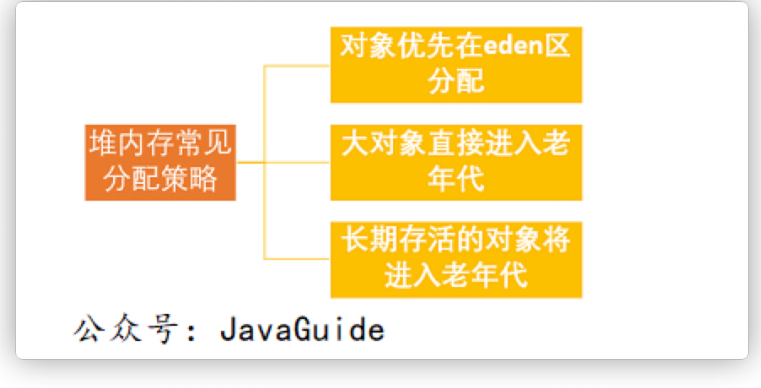 堆内存常见
分配策略
对象优先在eden区
分配
大对象直接进入老
年代
长期存活的对象将
进入老年代
公众号：JavaGuide